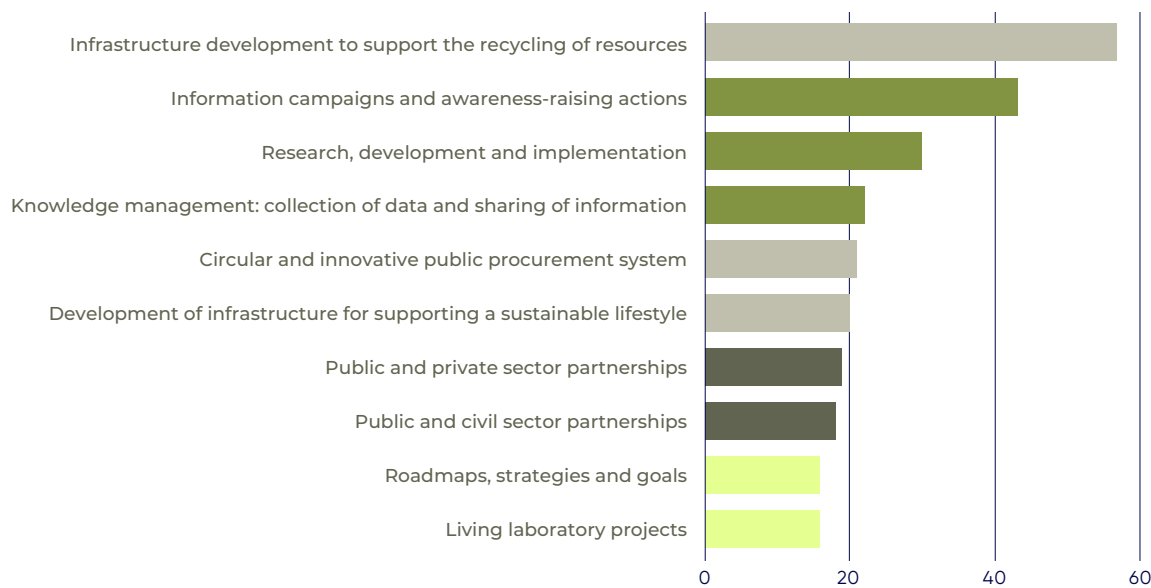 Infrastructure development to support the recycling of resources
Information campaigns and awareness-raising actions
Research, development and implementation
Knowledge management: collection of data and sharing of information
Circular and innovative public procurement system
Development of infrastructure for supporting a sustainable lifestyle
Public and private sector partnerships
Public and civil sector partnerships
Roadmaps, strategies and goals
Living laboratory projects
0 20 40 60